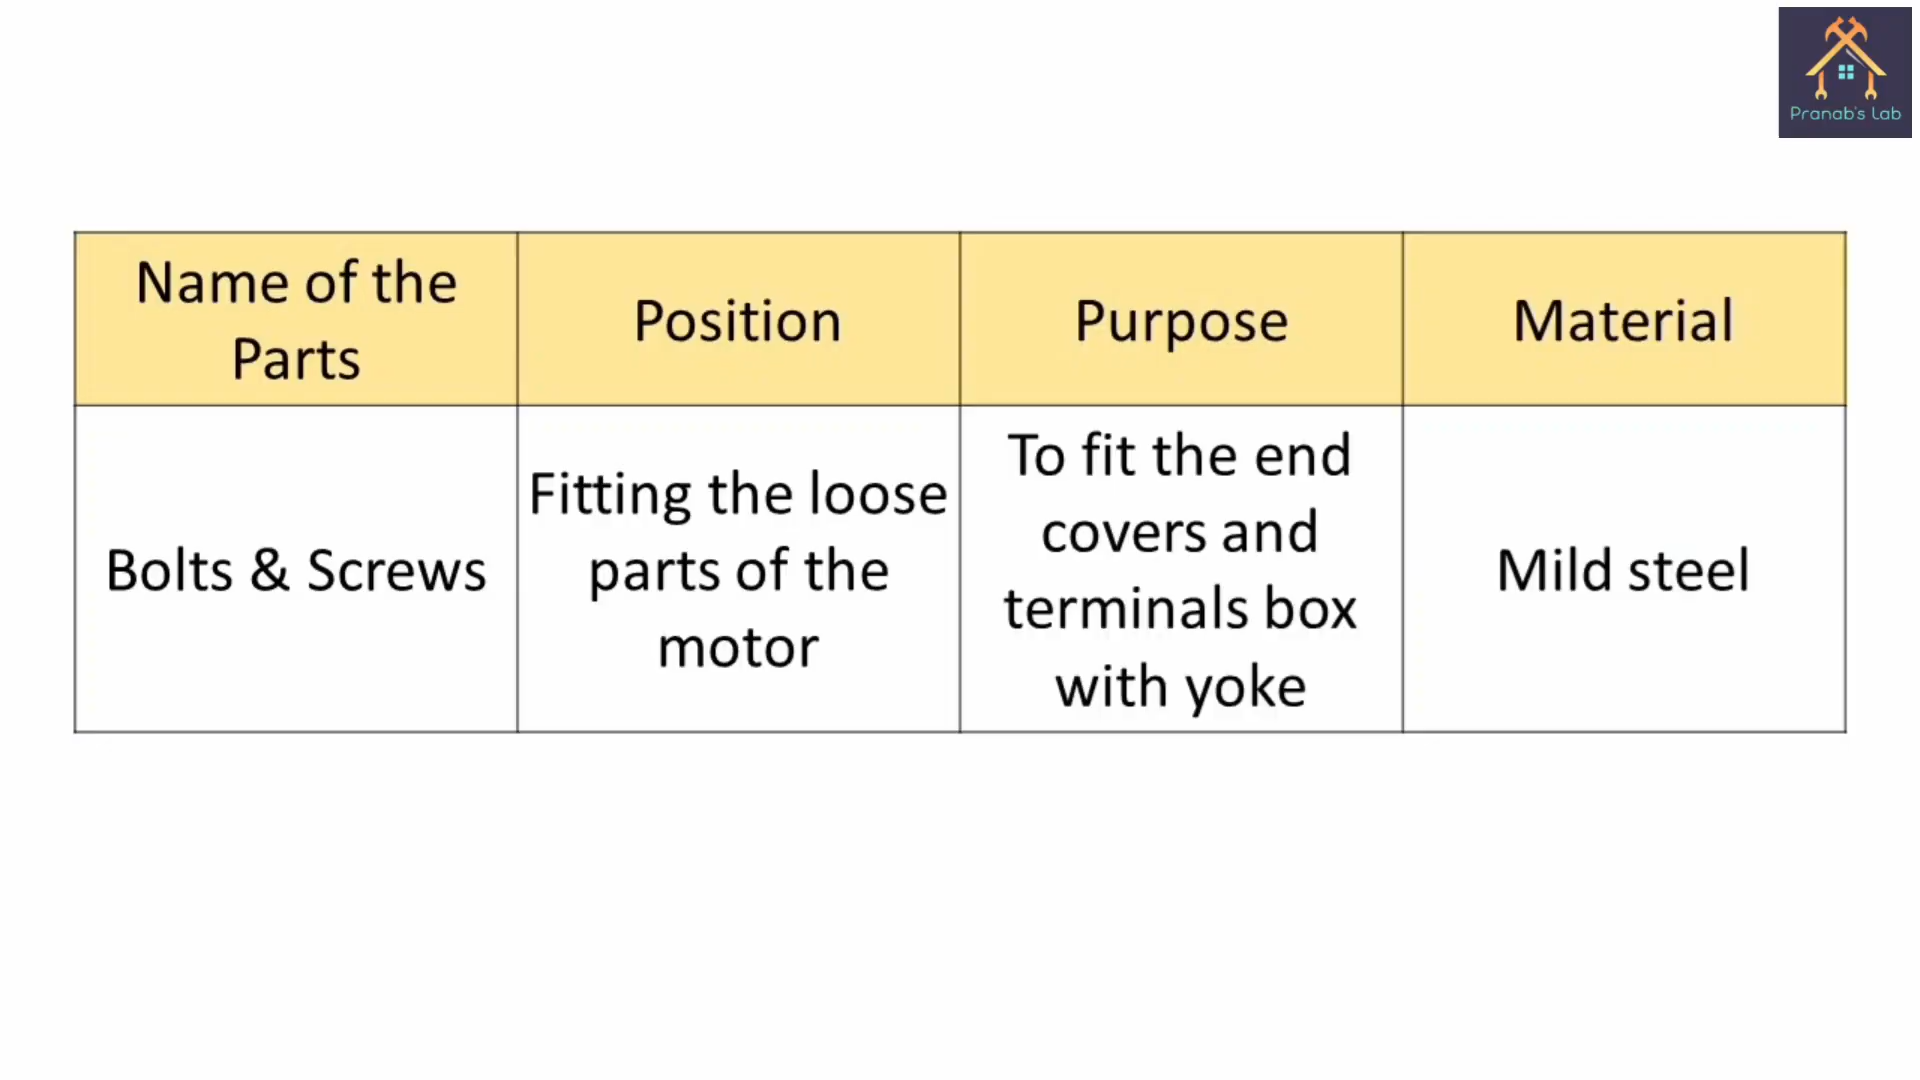 Pranab's Lab
Name of the
Parts
Position
Purpose
Material
Bolts & Screws
Fitting the loose
parts of the
motor
To fit the end
covers and
terminals box
with yoke
Mild steel